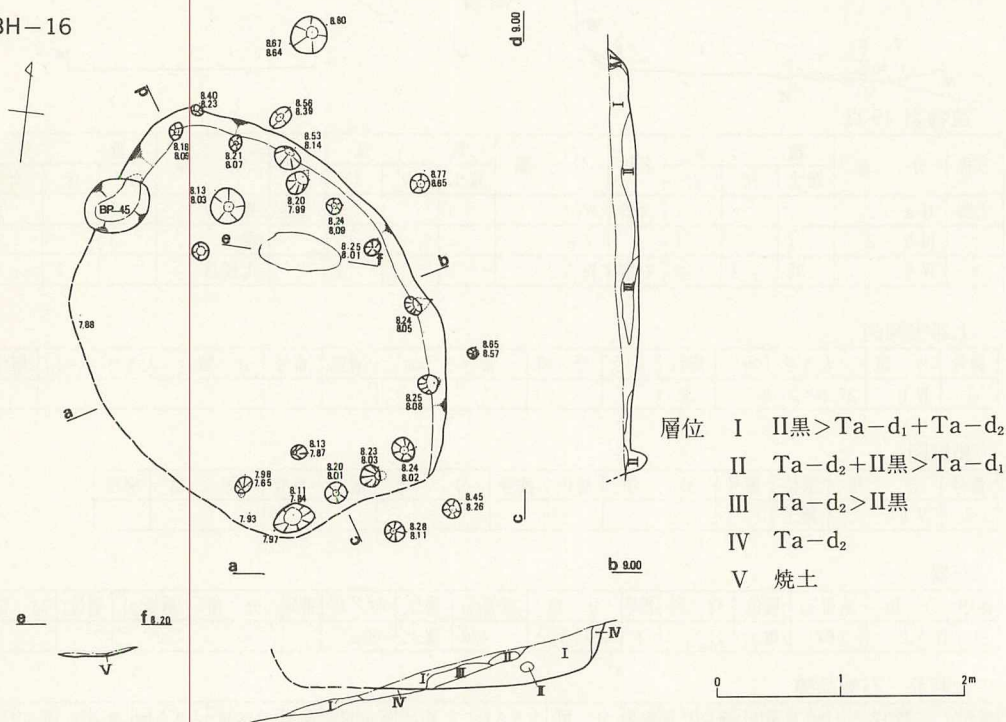 BH-16
8.80
8.67
8.64
d 9.00
b
8.40
8.23
8.56
8.39
8.18
8.21
8.07
8.53
8.14
8.77
8.65
BP-45
8.13
8.03
8.20
7.99
8.24
8.09
e
8.25
8.01
f
b
7.88
8.24
8.05
8.65
8.57
a
8.25
8.08
8.13
7.87
8.23
8.03
7.98
8.20
8.01
8.24
8.02
8.11
7.93
7.97
8.45
8.26
8.28
8.11
c
c
IV
I
II
III
II
層位 I II黒>Ta-d₁+Ta-d₂
II Ta-d₂+II黒>Ta-d₁
III Ta-d₂>II黒
IV Ta-d₂
V 焼土
a
b 9.00
e
f 8.20
V
I
III
II
I
IV
II
I
IV
0 1 2m